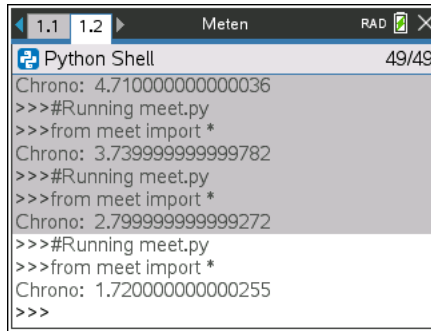 1.1 1.2 Meten RAD
Python Shell 49/49
Chrono: 4.710000000000036
>>>#Running meet.py
>>>from meet import *
Chrono: 3.739999999999782
>>>#Running meet.py
>>>from meet import *
Chrono: 2.799999999999272
>>>#Running meet.py
>>>from meet import *
Chrono: 1.720000000000255
>>>